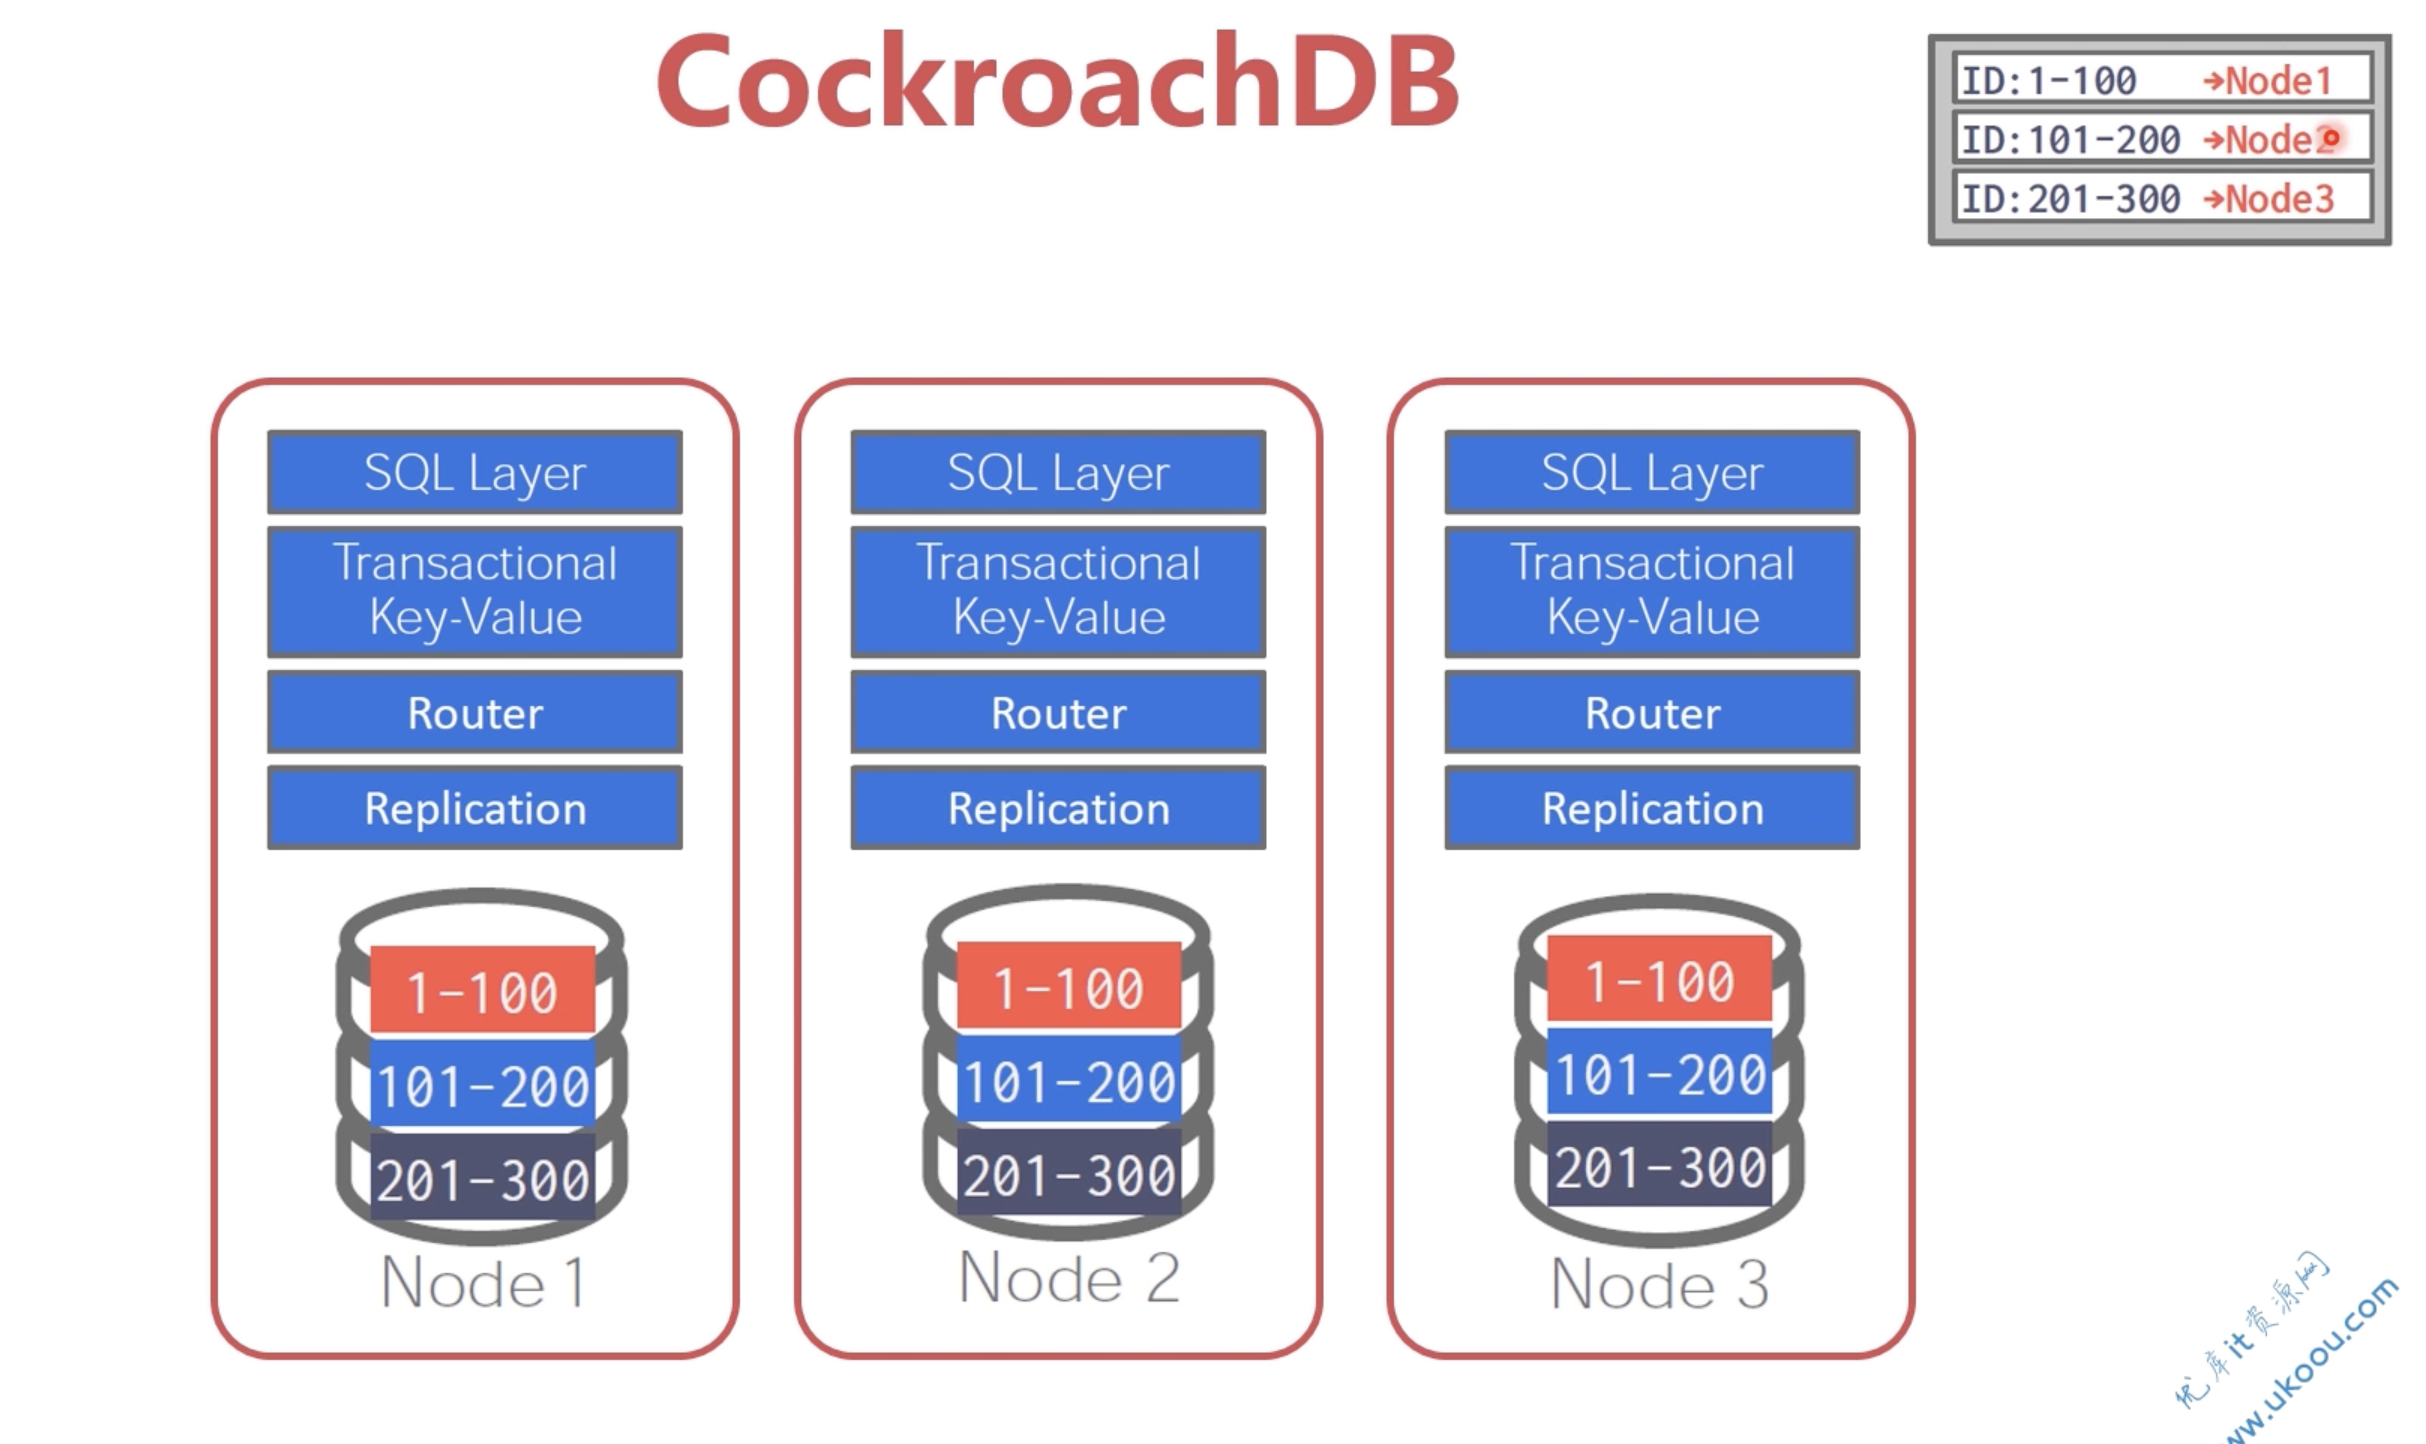 CockroachDB
ID:1-100 →Node1
ID:101-200 →Node2
ID:201-300 →Node3
SQL Layer
Transactional
Key-Value
Router
Replication
1-100
101-200
201-300
Node 1
SQL Layer
Transactional
Key-Value
Router
Replication
1-100
101-200
201-300
Node 2
SQL Layer
Transactional
Key-Value
Router
Replication
1-100
101-200
201-300
Node 3
优库it资源网
ww.ukoou.com